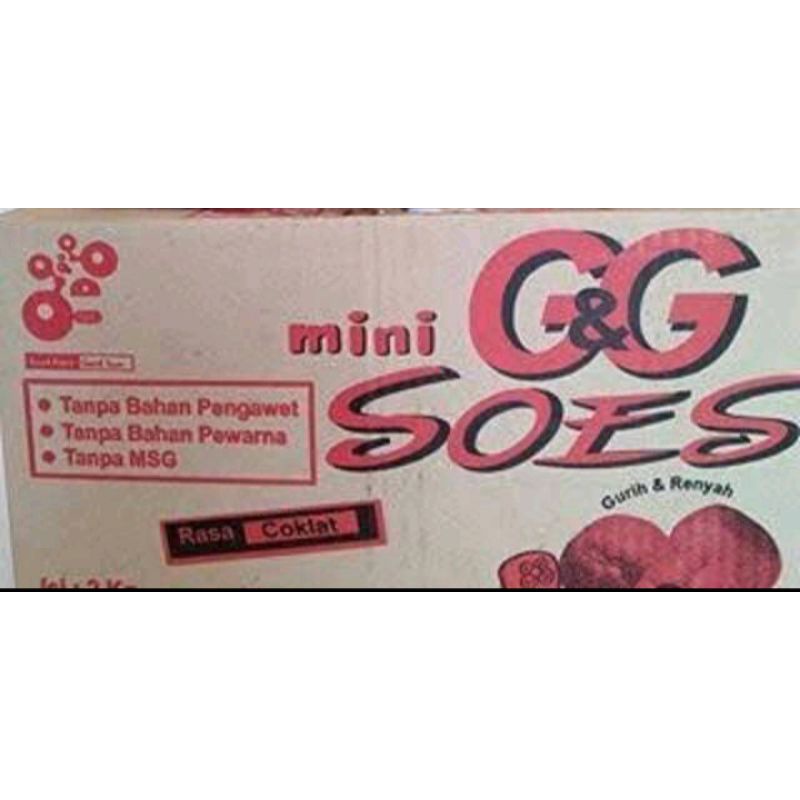 mini G&G
SOES
• Tanpa Bahan Pengawet
• Tanpa Bahan Pewarna
• Tanpa MSG
Gurih & Renyah
Rasa Coklat